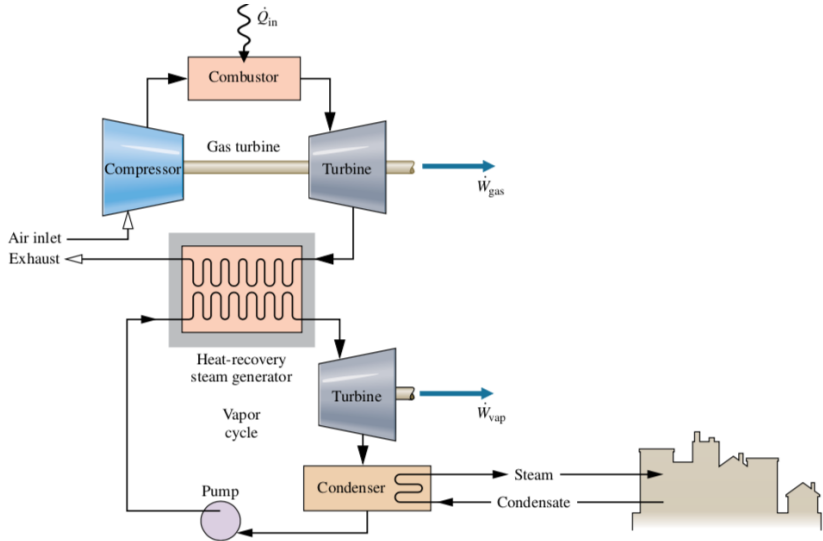 Q̇in
Combustor
Gas turbine
Compressor
Turbine
Ẇgas
Air inlet
Exhaust
Heat-recovery
steam generator
Turbine
Vapor
cycle
Ẇvap
Steam
Condenser
Condensate
Pump